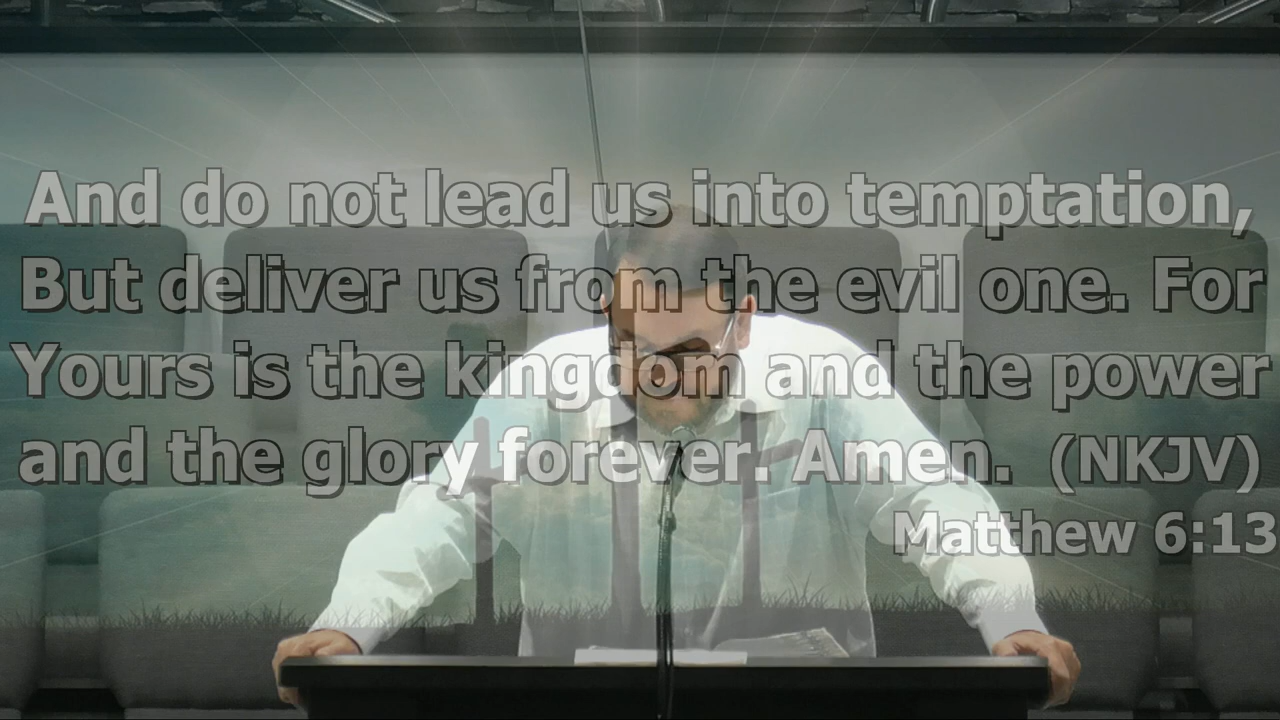 And do not lead us into temptation,
But deliver us from the evil one. For
Yours is the kingdom and the power
and the glory forever. Amen. (NKJV)
Matthew 6:13